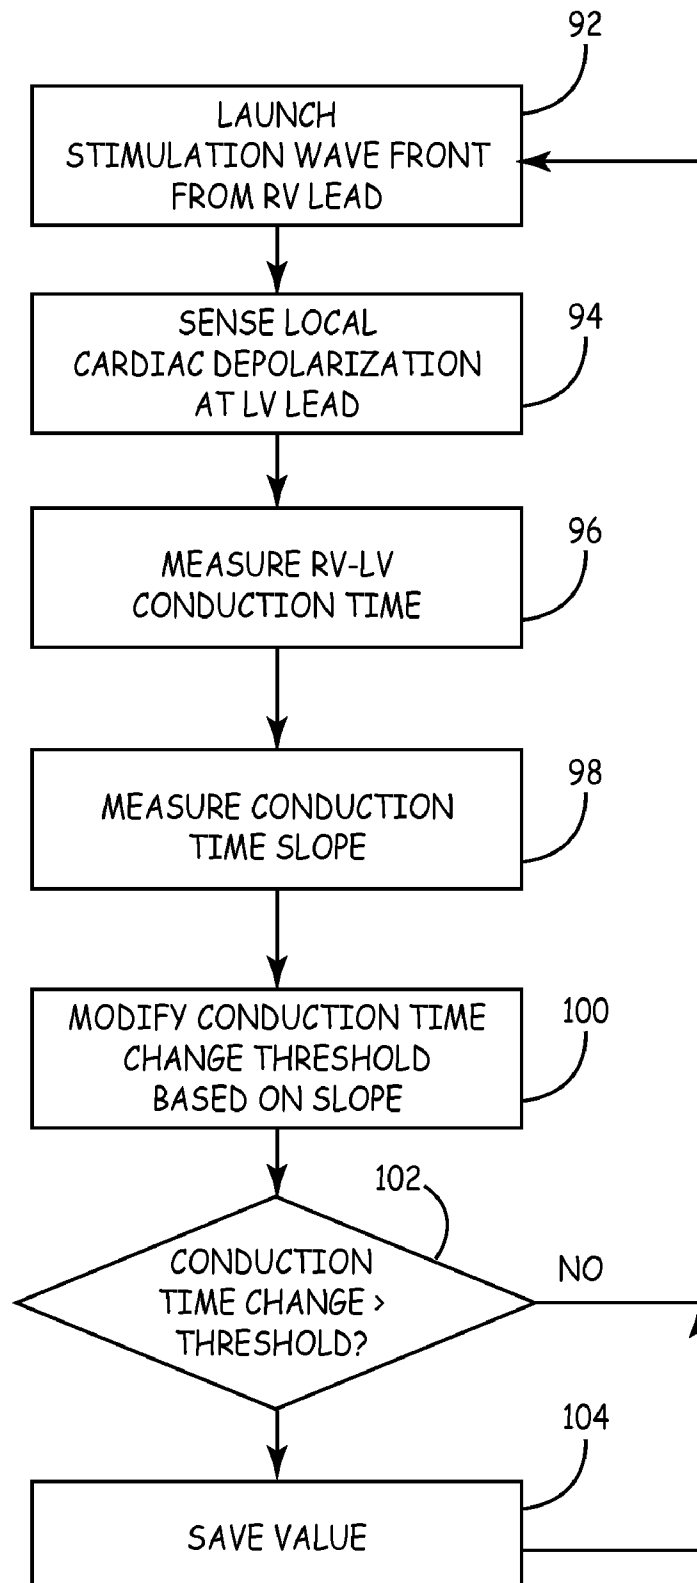 92
LAUNCH
STIMULATION WAVE FRONT
FROM RV LEAD
94
SENSE LOCAL
CARDIAC DEPOLARIZATION
AT LV LEAD
96
MEASURE RV-LV
CONDUCTION TIME
98
MEASURE CONDUCTION
TIME SLOPE
100
MODIFY CONDUCTION TIME
CHANGE THRESHOLD
BASED ON SLOPE
102
CONDUCTION
TIME CHANGE >
THRESHOLD?
NO
104
SAVE VALUE